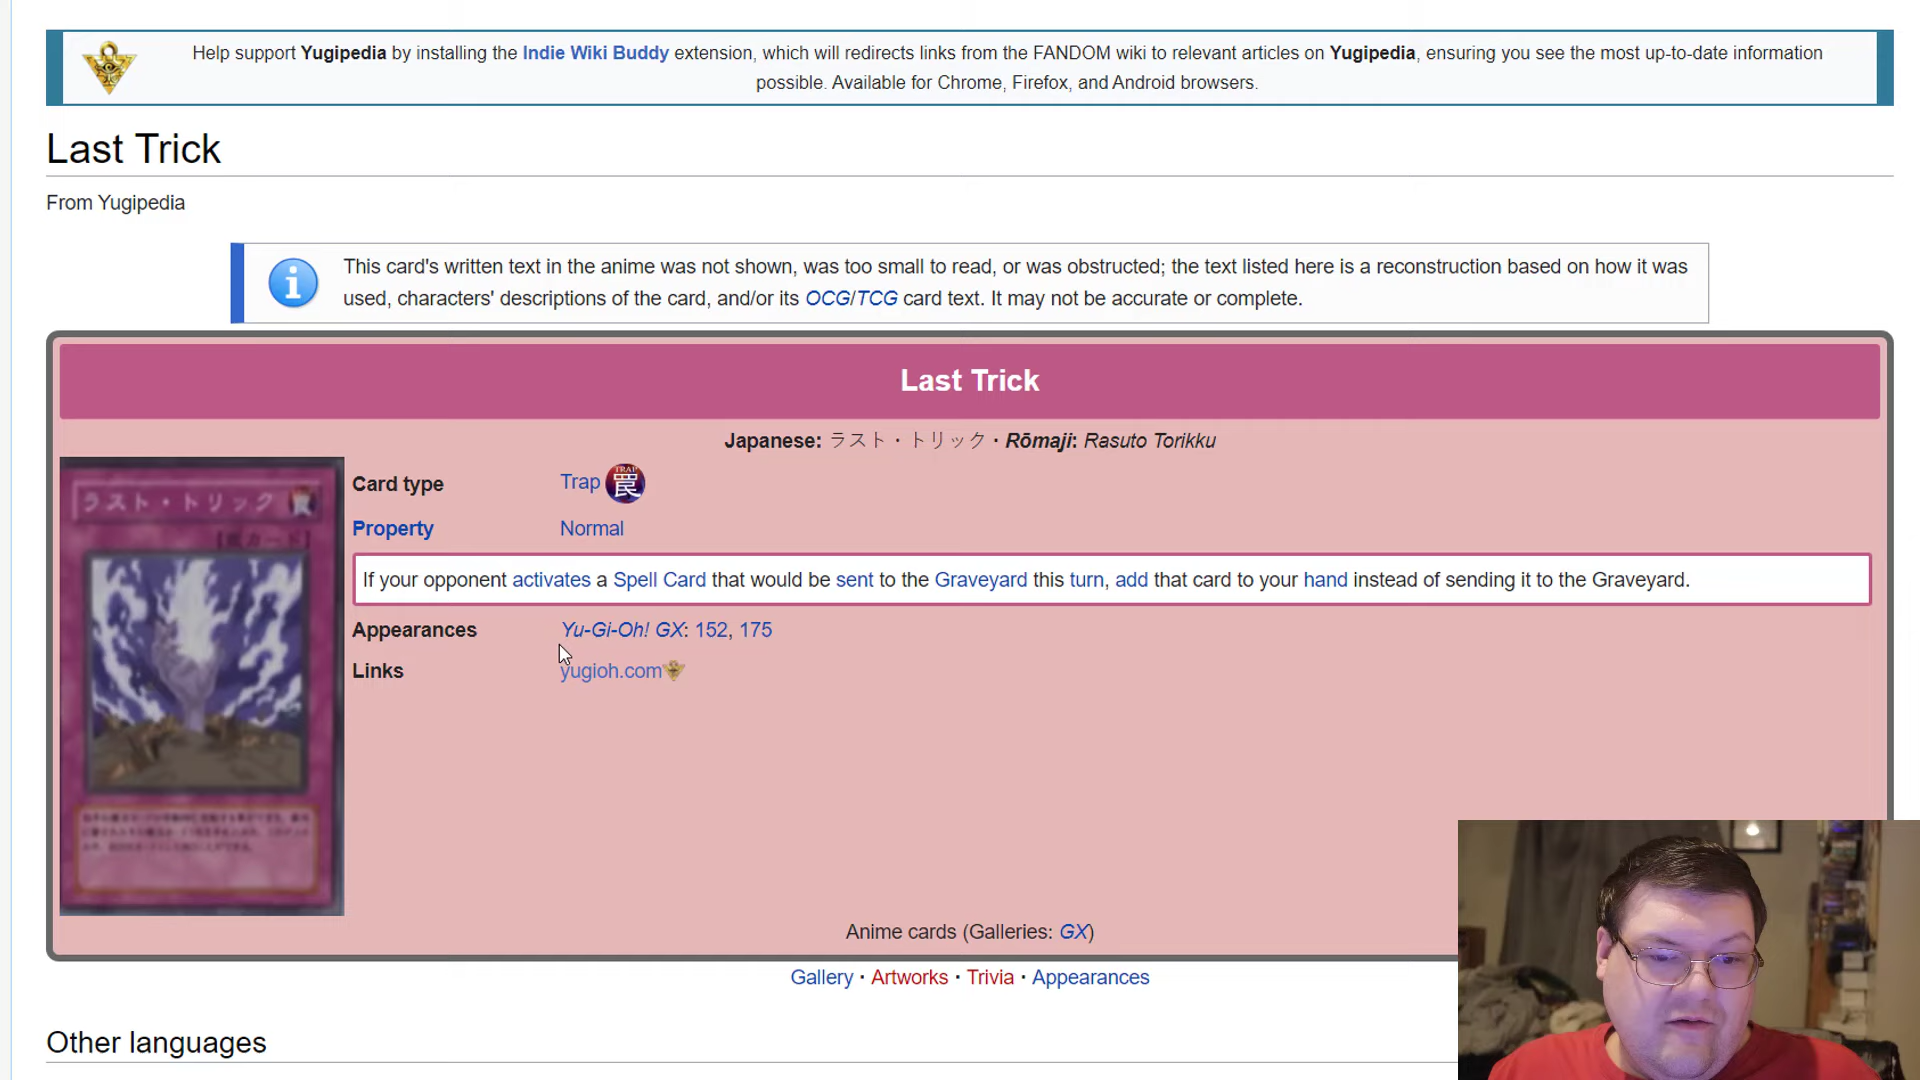 Help support Yugipedia by installing the Indie Wiki Buddy extension, which will redirects links from the FANDOM wiki to relevant articles on Yugipedia, ensuring you see the most up-to-date information
possible. Available for Chrome, Firefox, and Android browsers.
Last Trick
From Yugipedia
This card's written text in the anime was not shown, was too small to read, or was obstructed; the text listed here is a reconstruction based on how it was
used, characters' descriptions of the card, and/or its OCG/TCG card text. It may not be accurate or complete.
Last Trick
Japanese: ラスト・トリック · Rōmaji: Rasuto Torikku
ラスト・トリック
Card type Trap TRAP 罠
Property Normal
If your opponent activates a Spell Card that would be sent to the Graveyard this turn, add that card to your hand instead of sending it to the Graveyard.
Appearances Yu-Gi-Oh! GX: 152, 175
Links yugioh.com
Anime cards (Galleries: GX)
Gallery · Artworks · Trivia · Appearances
Other languages